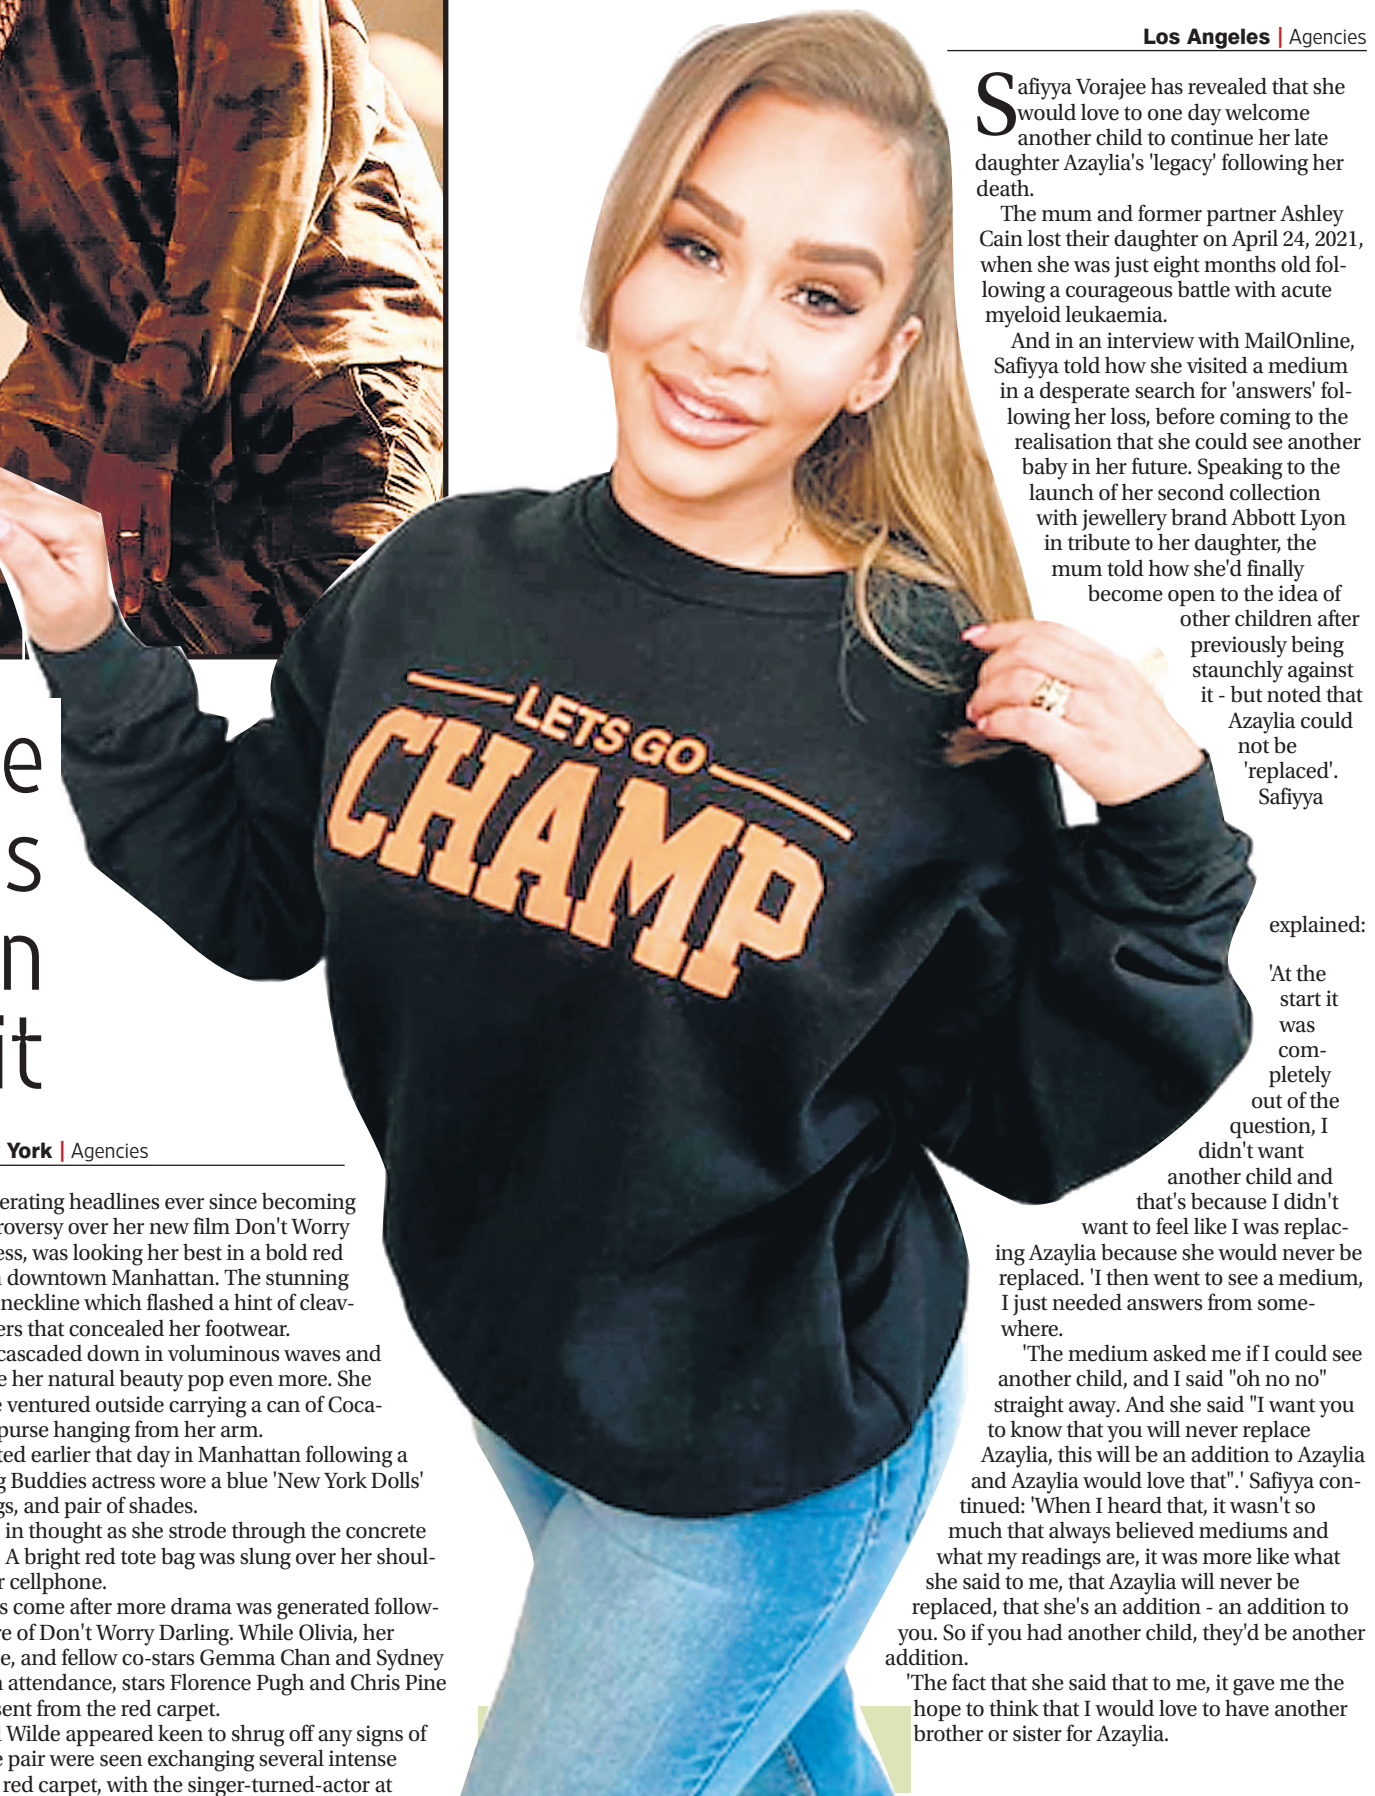 Los Angeles | Agencies
Safiyya Vorajee has revealed that she
would love to one day welcome
another child to continue her late
daughter Azaylia's 'legacy' following her
death.
The mum and former partner Ashley
Cain lost their daughter on April 24, 2021,
when she was just eight months old fol-
lowing a courageous battle with acute
myeloid leukaemia.
And in an interview with MailOnline,
Safiyya told how she visited a medium
in a desperate search for 'answers' fol-
lowing her loss, before coming to the
realisation that she could see another
baby in her future. Speaking to the
launch of her second collection
with jewellery brand Abbott Lyon
in tribute to her daughter, the
mum told how she'd finally
become open to the idea of
other children after
previously being
staunchly against
it - but noted that
Azaylia could
not be
'replaced'.
Safiyya
explained:
'At the
start it
was
com-
pletely
out of the
question, I
didn't want
another child and
that's because I didn't
want to feel like I was replac-
ing Azaylia because she would never be
replaced. 'I then went to see a medium,
I just needed answers from some-
where.
'The medium asked me if I could see
another child, and I said "oh no no"
straight away. And she said "I want you
to know that you will never replace
Azaylia, this will be an addition to Azaylia
and Azaylia would love that".' Safiyya con-
tinued: 'When I heard that, it wasn't so
much that always believed mediums and
what my readings are, it was more like what
she said to me, that Azaylia will never be
replaced, that she's an addition - an addition to
you. So if you had another child, they'd be another
addition.
'The fact that she said that to me, it gave me the
hope to think that I would love to have another
brother or sister for Azaylia.
LETS GO
CHAMP
e
s
n
it
York | Agencies
erating headlines ever since becoming
roversy over her new film Don't Worry
ess, was looking her best in a bold red
downtown Manhattan. The stunning
neckline which flashed a hint of cleav-
ers that concealed her footwear.
cascaded down in voluminous waves and
e her natural beauty pop even more. She
e ventured outside carrying a can of Coca-
purse hanging from her arm.
ted earlier that day in Manhattan following a
g Buddies actress wore a blue 'New York Dolls'
gs, and pair of shades.
in thought as she strode through the concrete
A bright red tote bag was slung over her shoul-
r cellphone.
s come after more drama was generated follow-
re of Don't Worry Darling. While Olivia, her
e, and fellow co-stars Gemma Chan and Sydney
attendance, stars Florence Pugh and Chris Pine
sent from the red carpet.
Wilde appeared keen to shrug off any signs of
e pair were seen exchanging several intense
red carpet, with the singer-turned-actor at